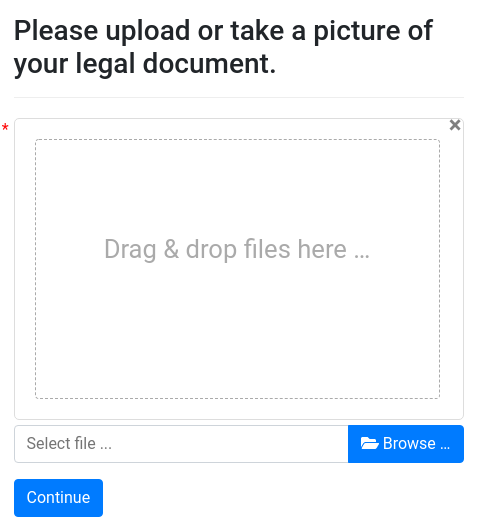 Please upload or take a picture of
your legal document.
*
×
Drag & drop files here …
Select file ...
Browse …
Continue